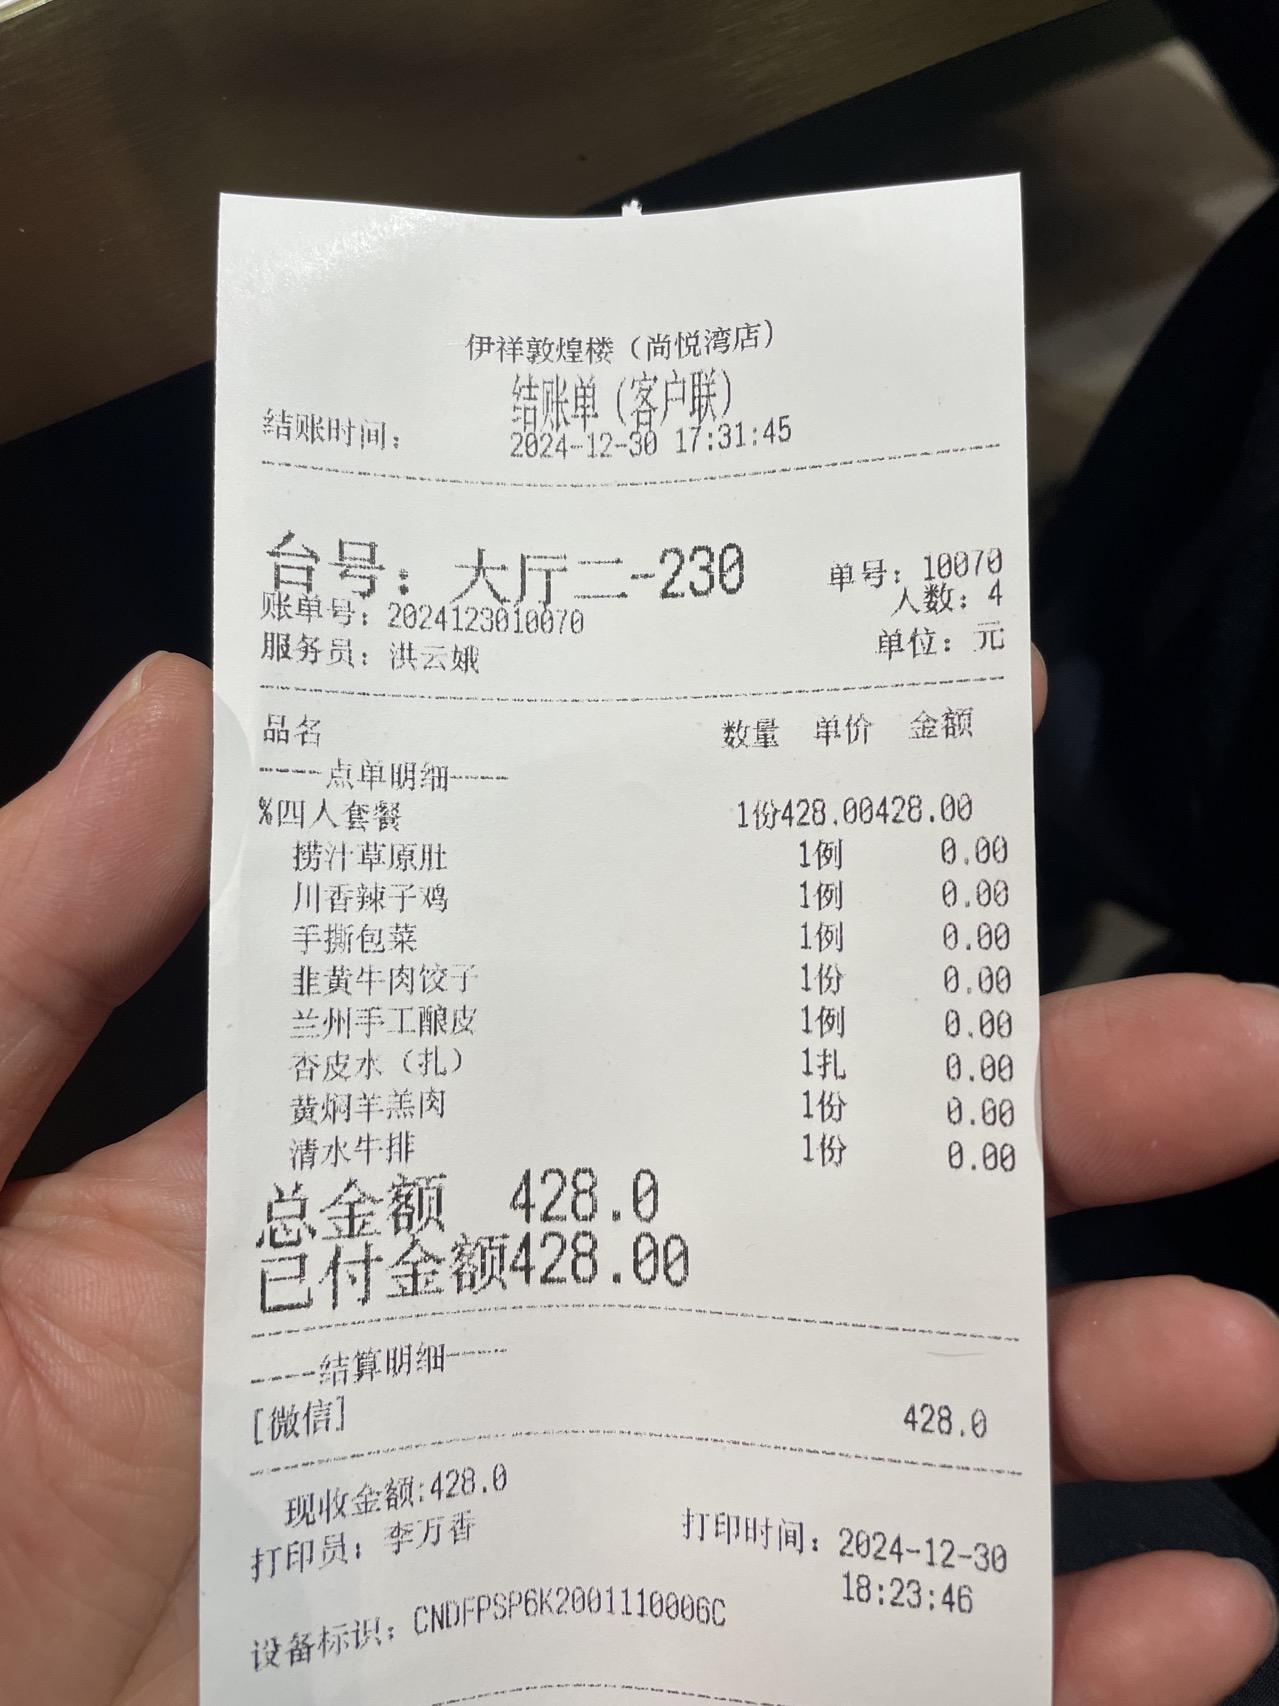 伊祥敦煌楼（尚悦湾店）
结账单（客户联）
结账时间： 2024-12-30 17:31:45
台号：大厅二-230 单号：10070
账单号：2024123010070 人数：4
服务员：洪云娥 单位：元
品名 数量 单价 金额
----点单明细----
%四人套餐 1份428.00428.00
捞汁草原肚 1例 0.00
川香辣子鸡 1例 0.00
手撕包菜 1例 0.00
韭黄牛肉饺子 1份 0.00
兰州手工酿皮 1例 0.00
杏皮水（扎） 1扎 0.00
黄焖羊羔肉 1份 0.00
清水牛排 1份 0.00
总金额 428.0
已付金额428.00
----结算明细----
[微信] 428.0
现收金额:428.0
打印员：李万香 打印时间：2024-12-30
18:23:46
设备标识：CNDFPSP6K2001110006C